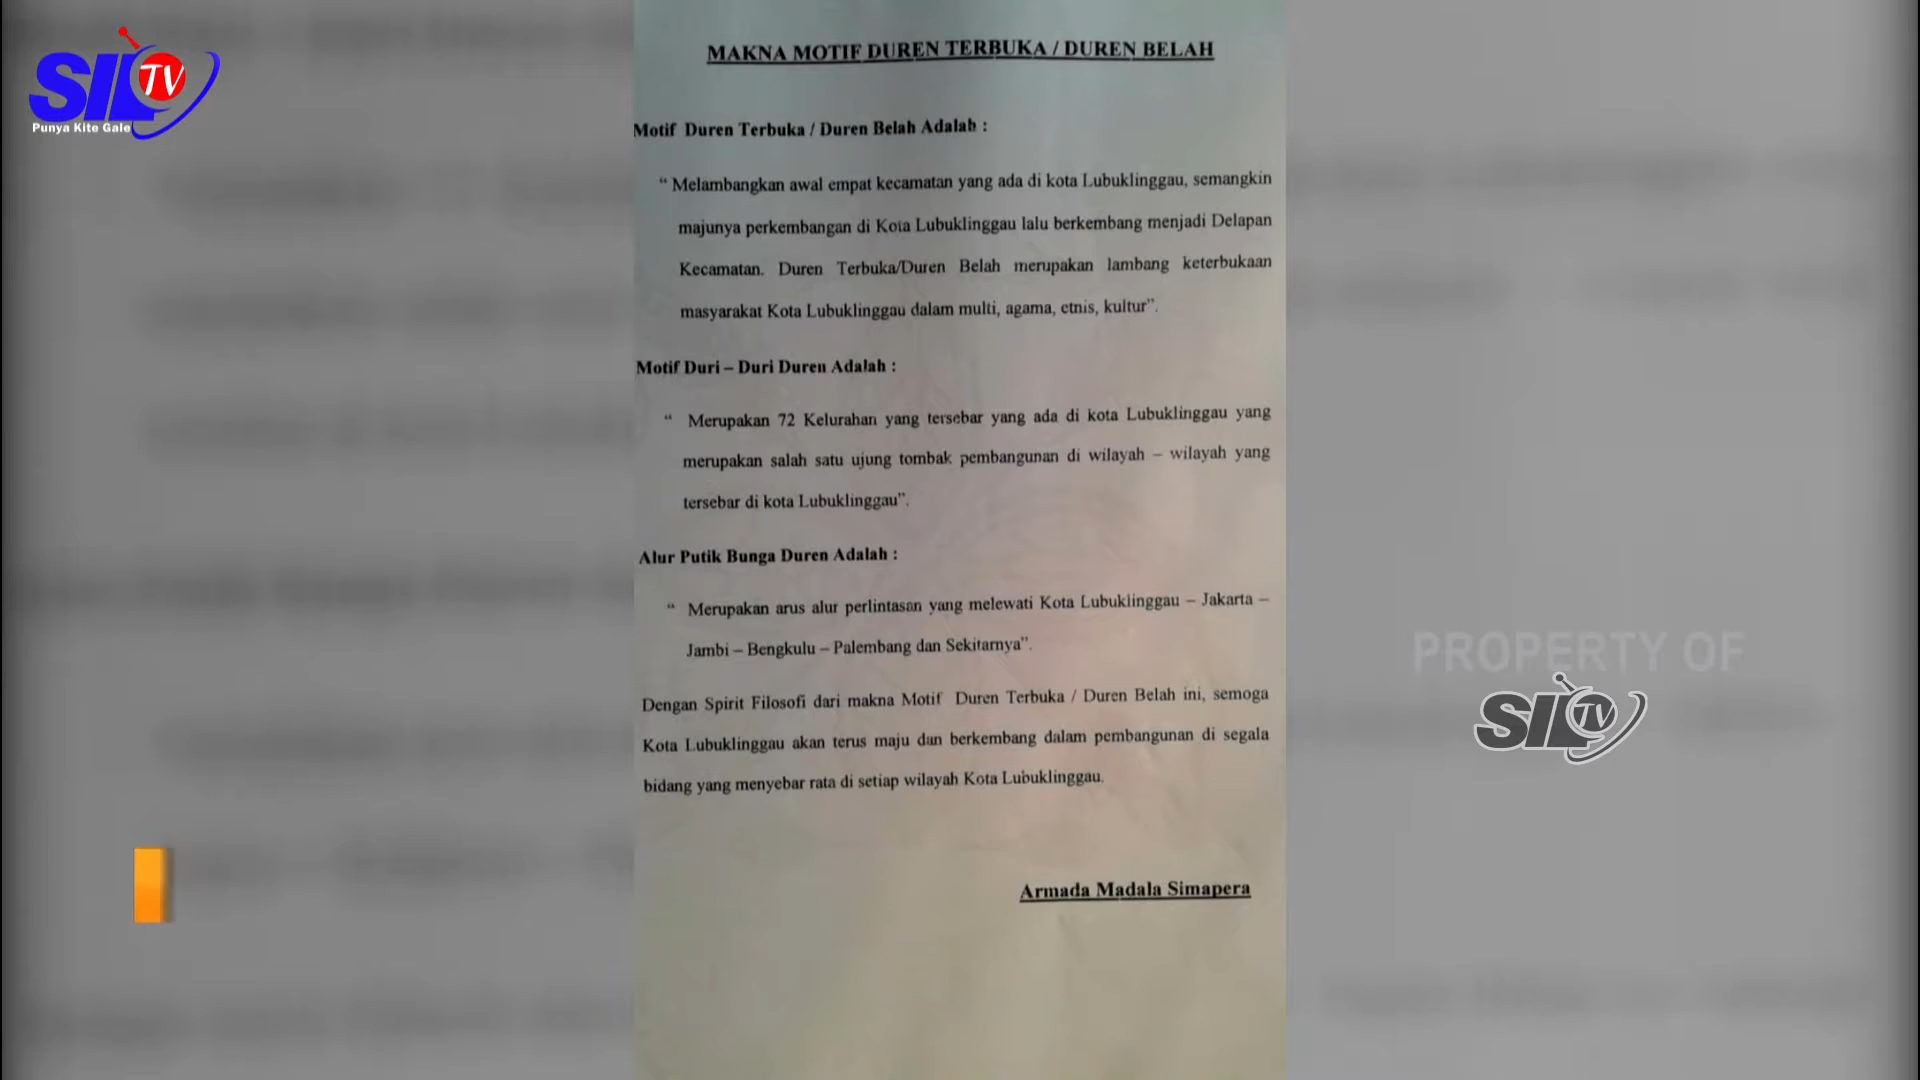 SILTV
Punya Kite Gale
MAKNA MOTIF DUREN TERBUKA / DUREN BELAH
Motif Duren Terbuka / Duren Belah Adalah :
“ Melambangkan awal empat kecamatan yang ada di kota Lubuklinggau, semangkin
majunya perkembangan di Kota Lubuklinggau lalu berkembang menjadi Delapan
Kecamatan. Duren Terbuka/Duren Belah merupakan lambang keterbukaan
masyarakat Kota Lubuklinggau dalam multi, agama, etnis, kultur”.
Motif Duri – Duri Duren Adalah :
“ Merupakan 72 Kelurahan yang tersebar yang ada di kota Lubuklinggau yang
merupakan salah satu ujung tombak pembangunan di wilayah – wilayah yang
tersebar di kota Lubuklinggau”.
Alur Putik Bunga Duren Adalah :
“ Merupakan arus alur perlintasan yang melewati Kota Lubuklinggau – Jakarta –
Jambi – Bengkulu – Palembang dan Sekitarnya”.
Dengan Spirit Filosofi dari makna Motif Duren Terbuka / Duren Belah ini, semoga
Kota Lubuklinggau akan terus maju dan berkembang dalam pembangunan di segala
bidang yang menyebar rata di setiap wilayah Kota Lubuklinggau.
Armada Madala Simapera
PROPERTY OF
SILTV